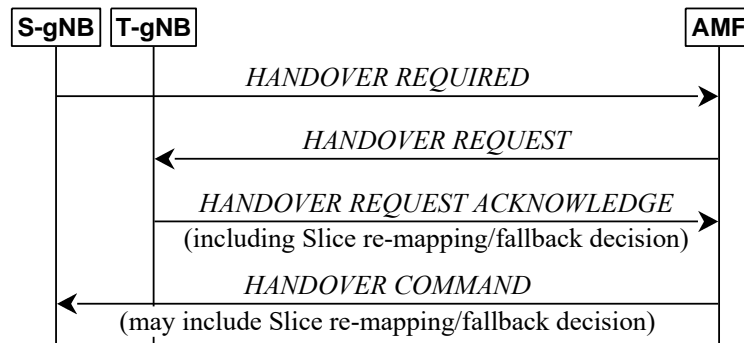 S-gNB T-gNB AMF
HANDOVER REQUIRED
HANDOVER REQUEST
HANDOVER REQUEST ACKNOWLEDGE
(including Slice re-mapping/fallback decision)
HANDOVER COMMAND
(may include Slice re-mapping/fallback decision)